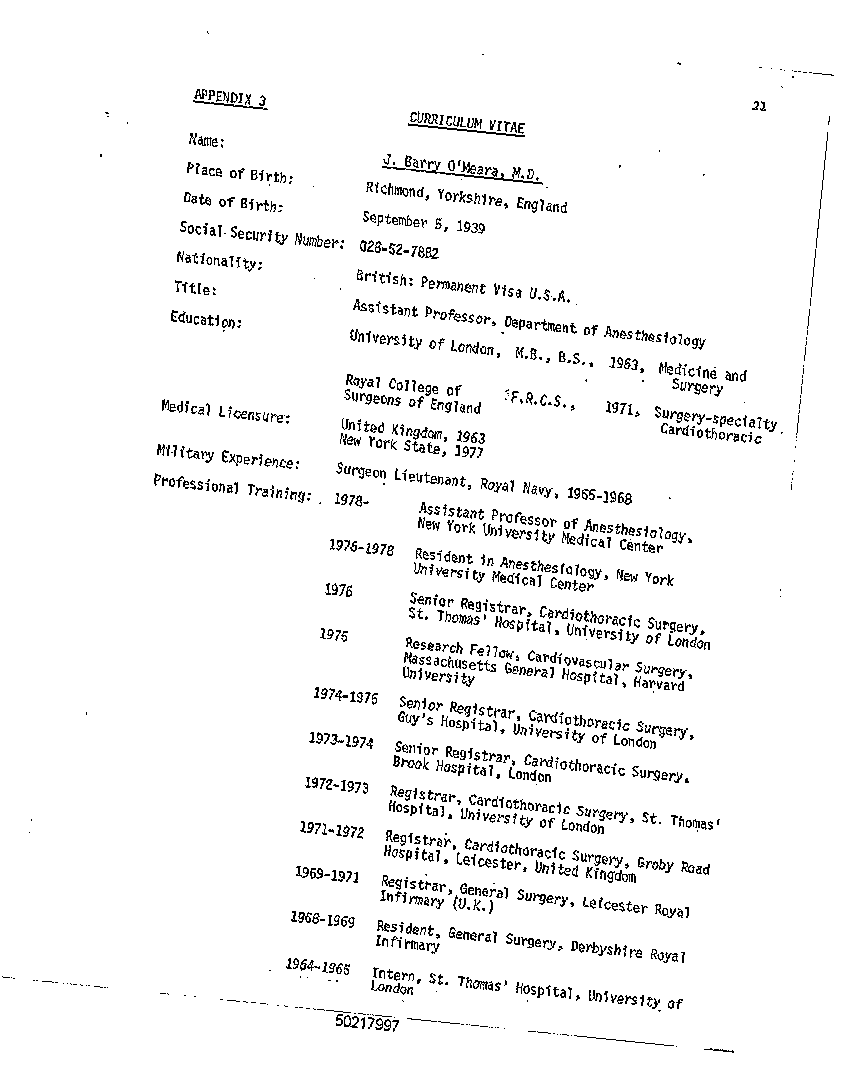 APPENDIX 3
21
CURRICULUM VITAE
Name: J. Barry O'Meara, M.D.
Place of Birth: Richmond, Yorkshire, England
Date of Birth: September 5, 1939
Social Security Number: 026-52-7882
Nationality: British: Permanent Visa U.S.A.
Title: Assistant Professor, Department of Anesthesiology
Education: University of London, M.B., B.S., 1963, Medicine and
Surgery
Royal College of F.R.C.S., 1971, Surgery-specialty
Surgeons of England Cardiothoracic
Medical Licensure: United Kingdom, 1963
New York State, 1977
Military Experience: Surgeon Lieutenant, Royal Navy, 1965-1968
Professional Training: 1978- Assistant Professor of Anesthesiology,
New York University Medical Center
1976-1978 Resident in Anesthesiology, New York
University Medical Center
1976 Senior Registrar, Cardiothoracic Surgery,
St. Thomas' Hospital, University of London
1975 Research Fellow, Cardiovascular Surgery,
Massachusetts General Hospital, Harvard
University
1974-1975 Senior Registrar, Cardiothoracic Surgery,
Guy's Hospital, University of London
1973-1974 Senior Registrar, Cardiothoracic Surgery,
Brook Hospital, London
1972-1973 Registrar, Cardiothoracic Surgery, St. Thomas'
Hospital, University of London
1971-1972 Registrar, Cardiothoracic Surgery, Groby Road
Hospital, Leicester, United Kingdom
1969-1971 Registrar, General Surgery, Leicester Royal
Infirmary (U.K.)
1968-1969 Resident, General Surgery, Derbyshire Royal
Infirmary
1964-1965 Intern, St. Thomas' Hospital, University of
London
50217997